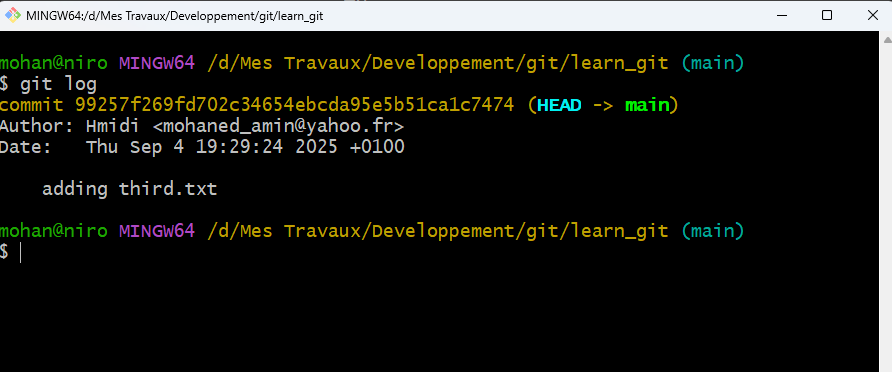 MINGW64:/d/Mes Travaux/Developpement/git/learn_git
mohan@niro MINGW64 /d/Mes Travaux/Developpement/git/learn_git (main)
$ git log
commit 99257f269fd702c34654ebcda95e5b51ca1c7474 (HEAD -> main)
Author: Hmidi <mohaned_amin@yahoo.fr>
Date:   Thu Sep 4 19:29:24 2025 +0100
    adding third.txt
mohan@niro MINGW64 /d/Mes Travaux/Developpement/git/learn_git (main)
$